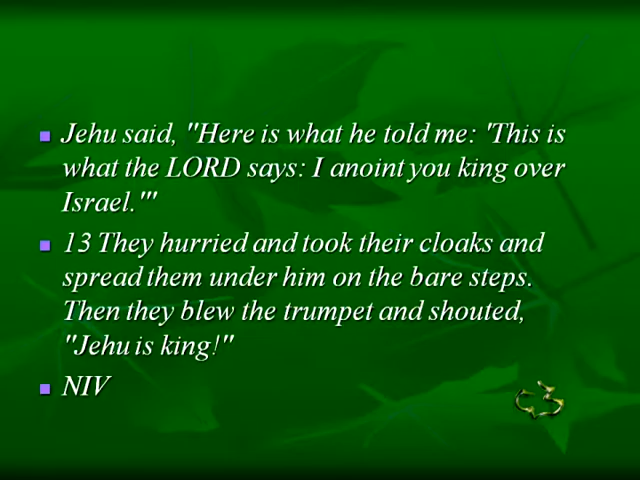 Jehu said, "Here is what he told me: 'This is
what the LORD says: I anoint you king over
Israel.'"
13 They hurried and took their cloaks and
spread them under him on the bare steps.
Then they blew the trumpet and shouted,
"Jehu is king!"
NIV